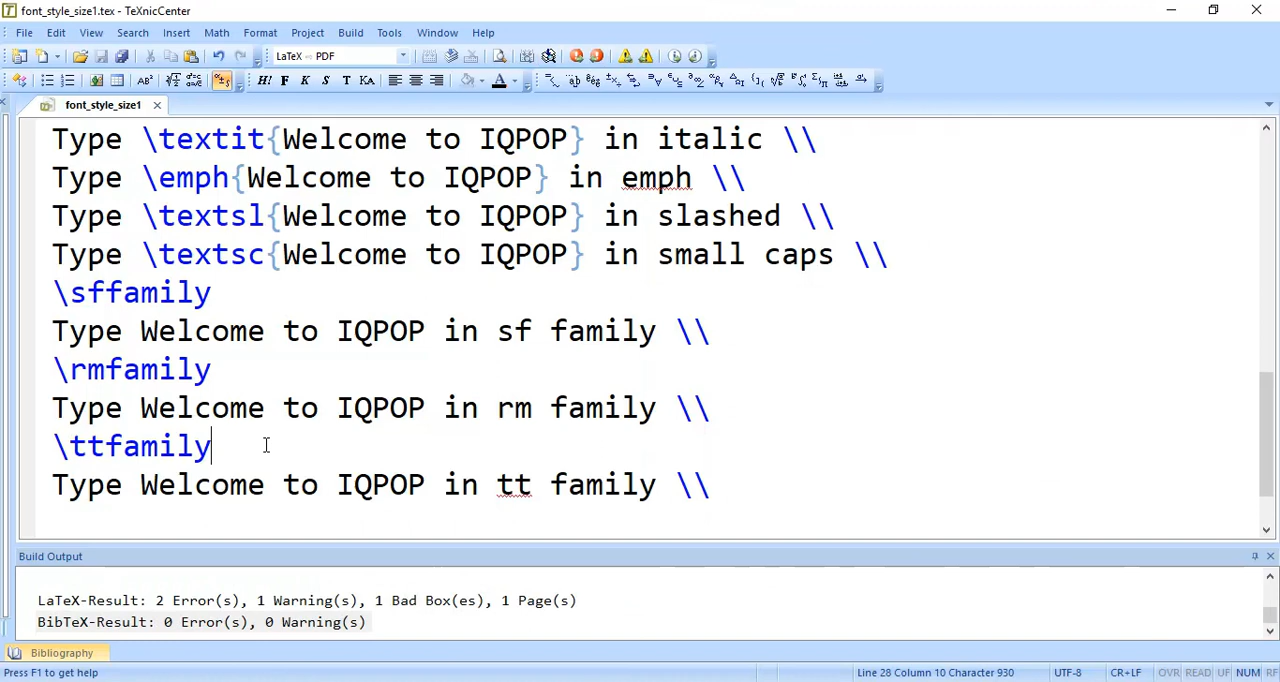 font_style_size1.tex - TeXnicCenter
File Edit View Search Insert Math Format Project Build Tools Window Help
LaTeX → PDF
font_style_size1
Type \textit{Welcome to IQPOP} in italic \\
Type \emph{Welcome to IQPOP} in emph \\
Type \textsl{Welcome to IQPOP} in slashed \\
Type \textsc{Welcome to IQPOP} in small caps \\
\sffamily
Type Welcome to IQPOP in sf family \\
\rmfamily
Type Welcome to IQPOP in rm family \\
\ttfamily
Type Welcome to IQPOP in tt family \\
Build Output
LaTeX-Result: 2 Error(s), 1 Warning(s), 1 Bad Box(es), 1 Page(s)
BibTeX-Result: 0 Error(s), 0 Warning(s)
Bibliography
Press F1 to get help Line 28 Column 10 Character 930 UTF-8 CR+LF OVR READ UF NUM RF